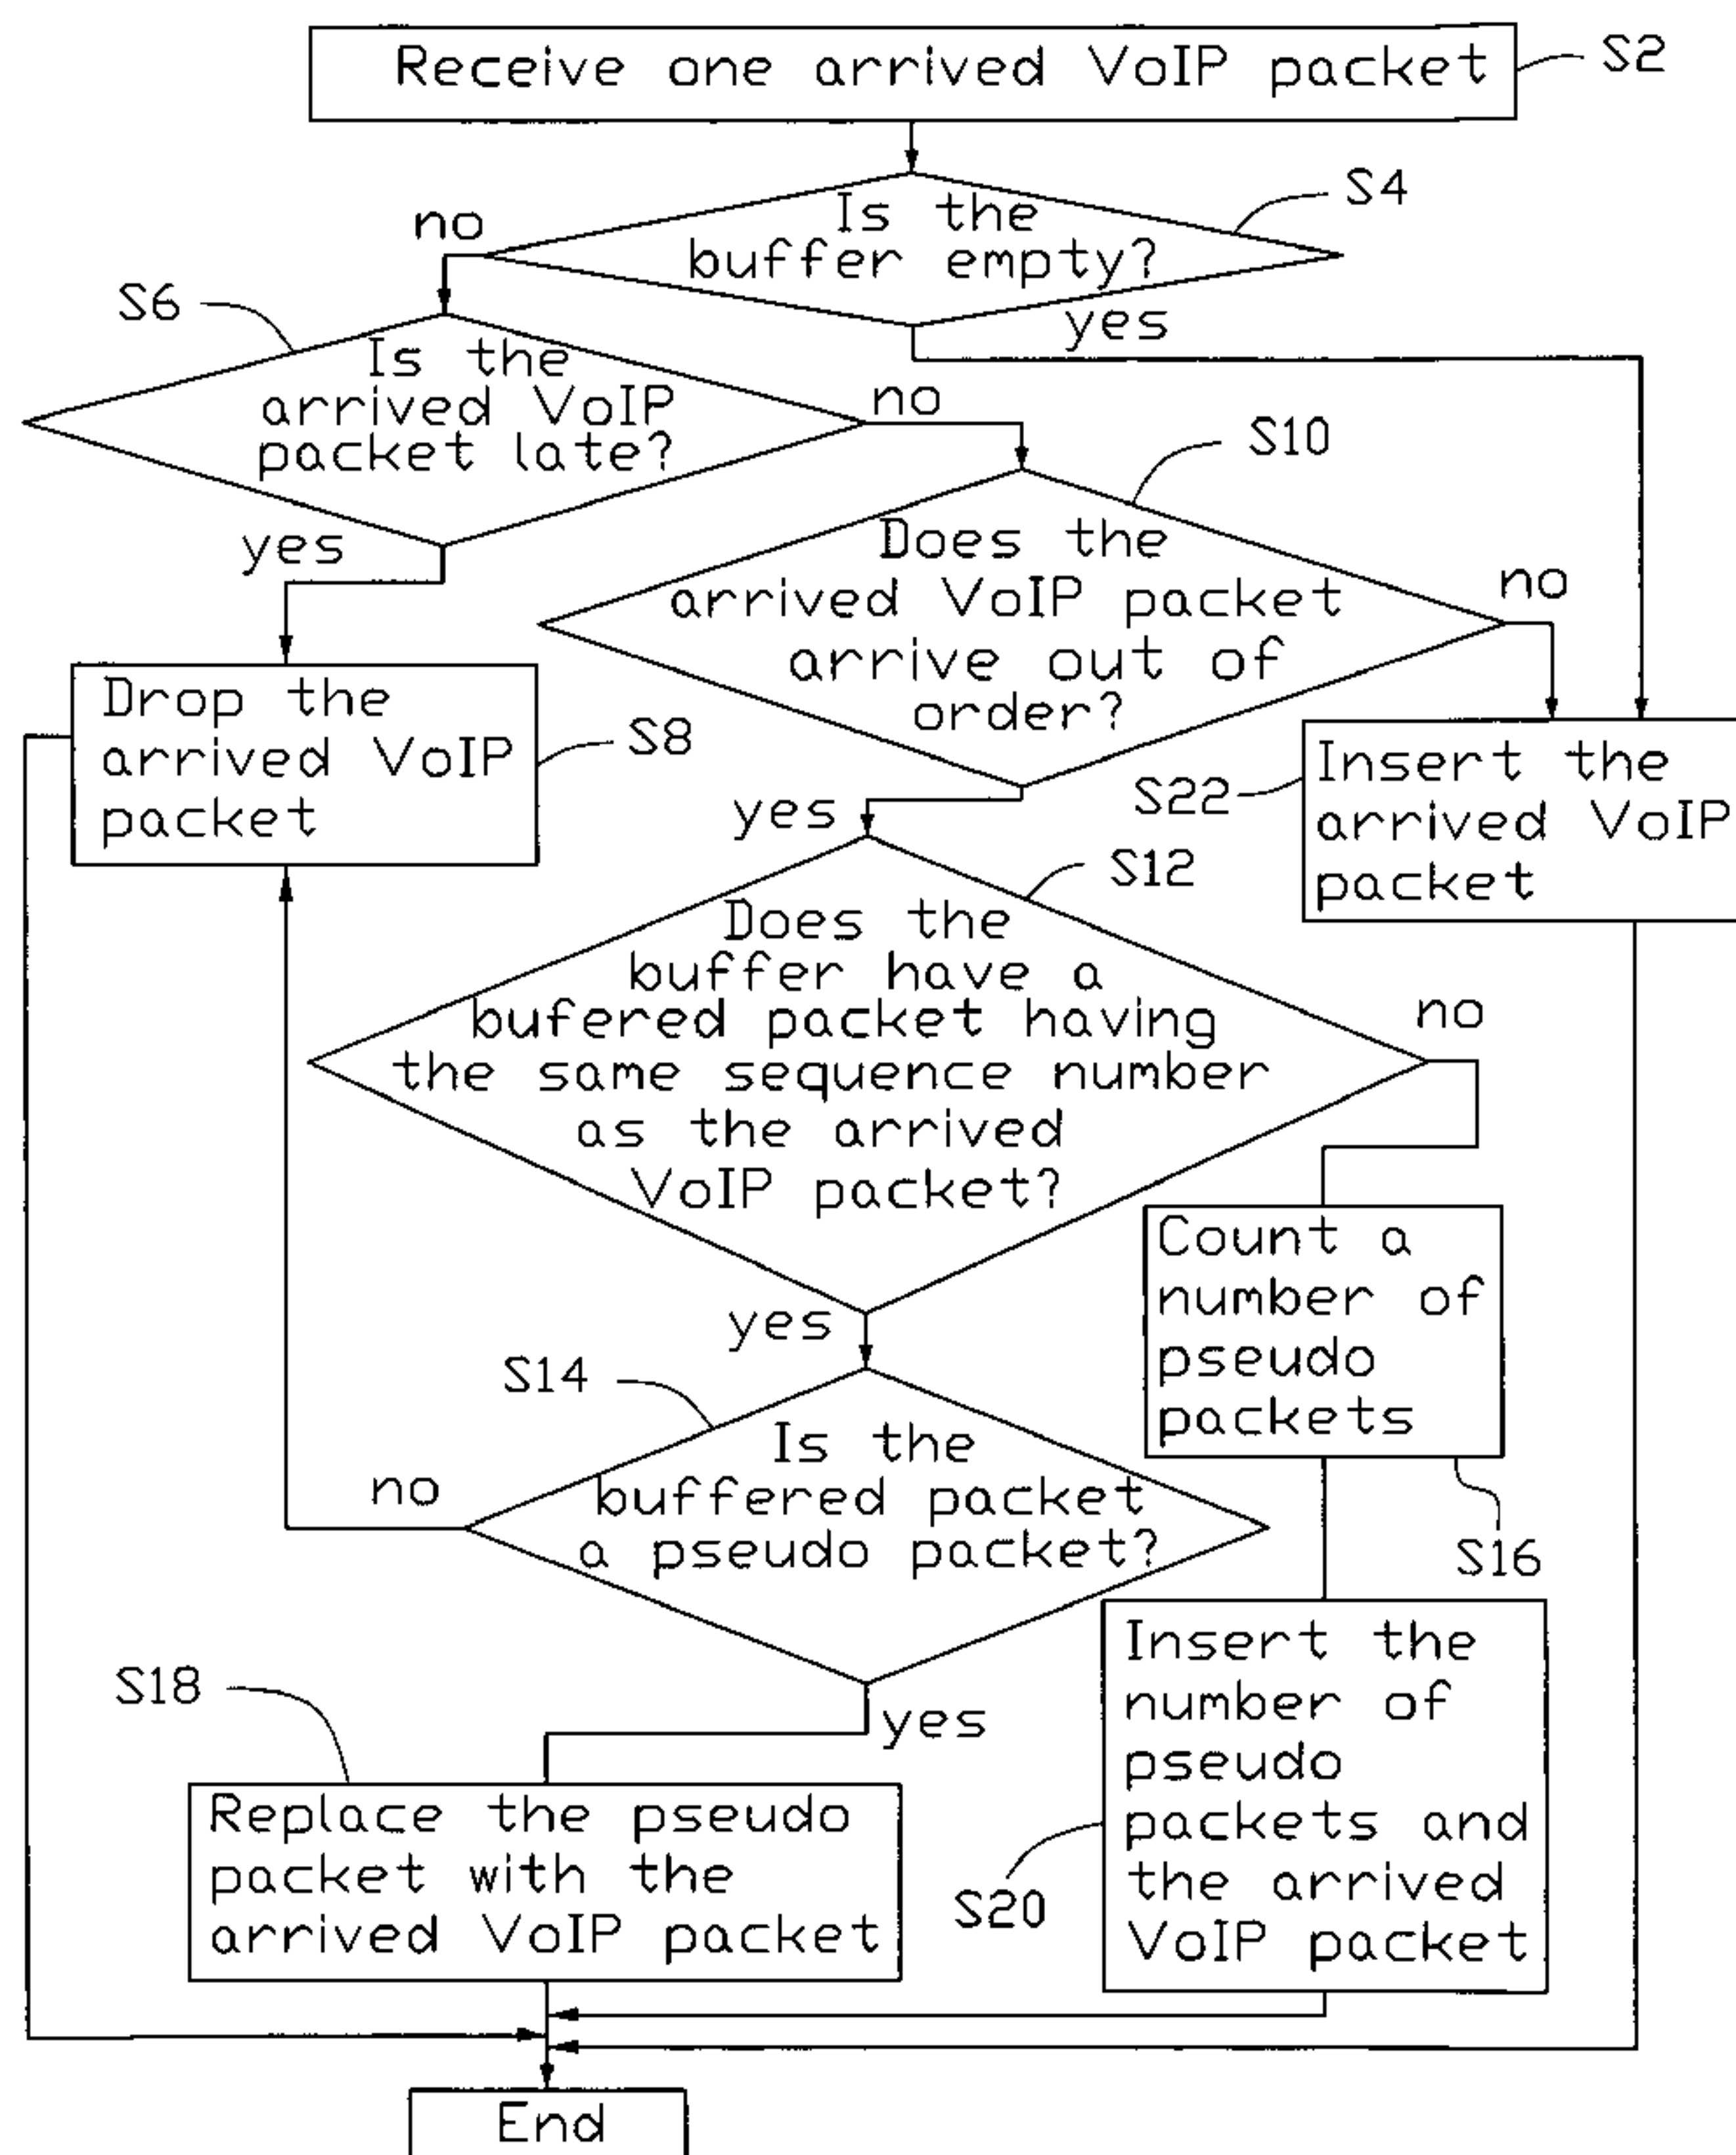 Receive one arrived VoIP packet
S2
Is the
buffer empty?
S4
no
yes
S6
Is the
arrived VoIP
packet late?
no
yes
S10
Does the
arrived VoIP packet
arrive out of
order?
no
yes
Drop the
arrived VoIP
packet
S8
S22
Insert the
arrived VoIP
packet
S12
Does the
buffer have a
bufered packet having
the same sequence number
as the arrived
VoIP packet?
no
yes
Count a
number of
pseudo
packets
S16
S14
Is the
buffered packet
a pseudo packet?
no
yes
Insert the
number of
pseudo
packets and
the arrived
VoIP packet
S20
S18
Replace the pseudo
packet with the
arrived VoIP packet
End